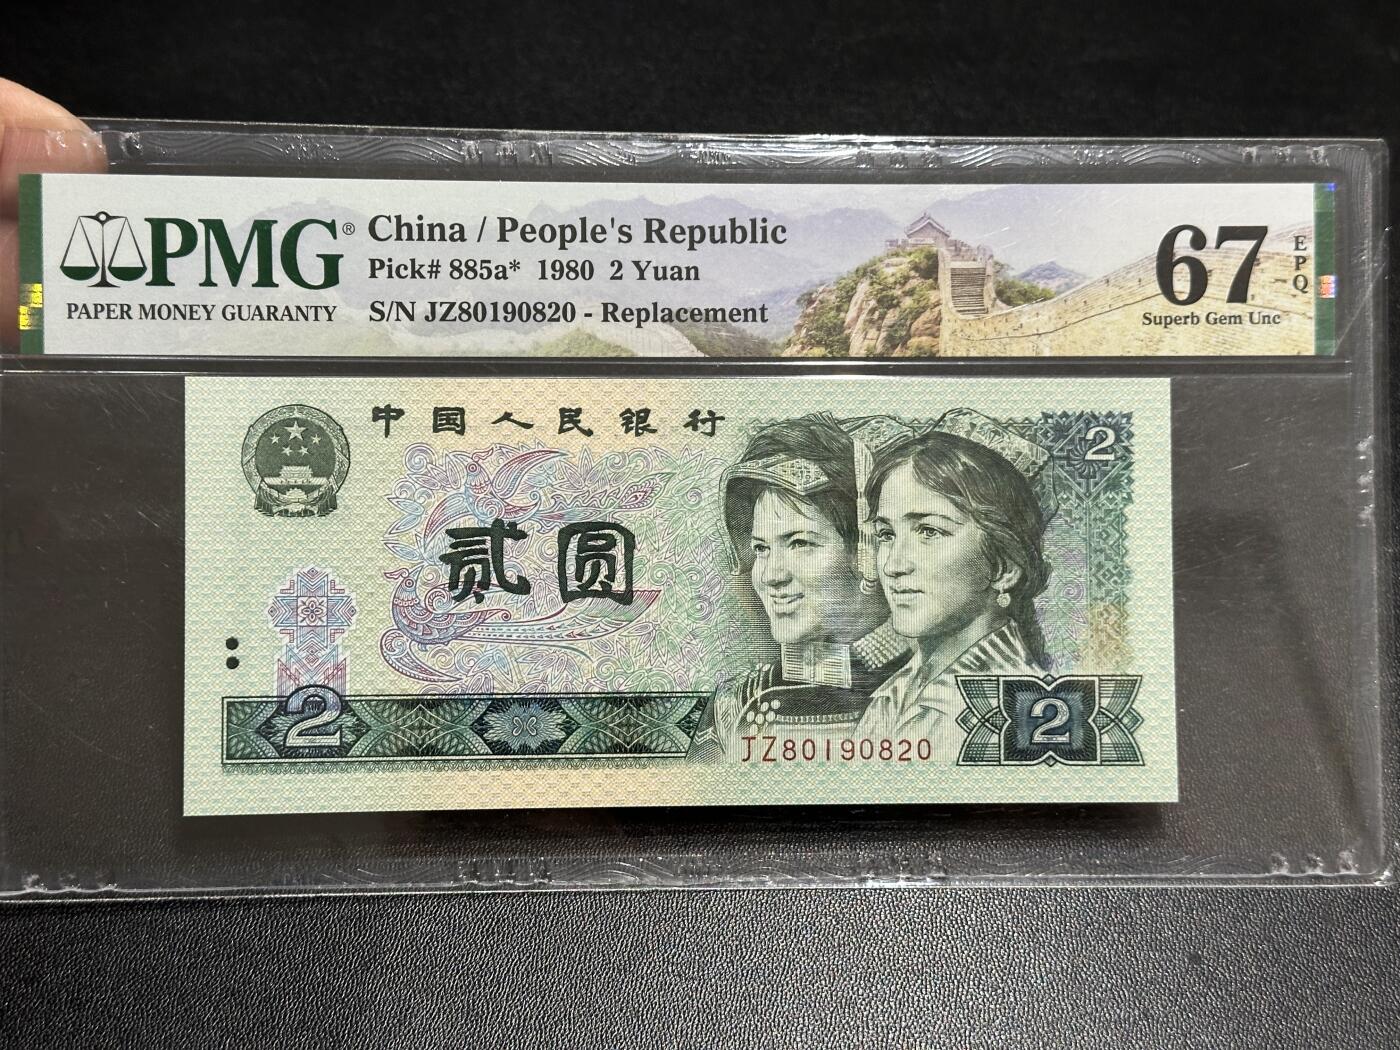 PMG®
PAPER MONEY GUARANTY
China / People's Republic
Pick# 885a* 1980 2 Yuan
S/N JZ80190820 - Replacement
67
EPQ
Superb Gem Unc
中国人民银行
2
贰圆
2
JZ80190820
2